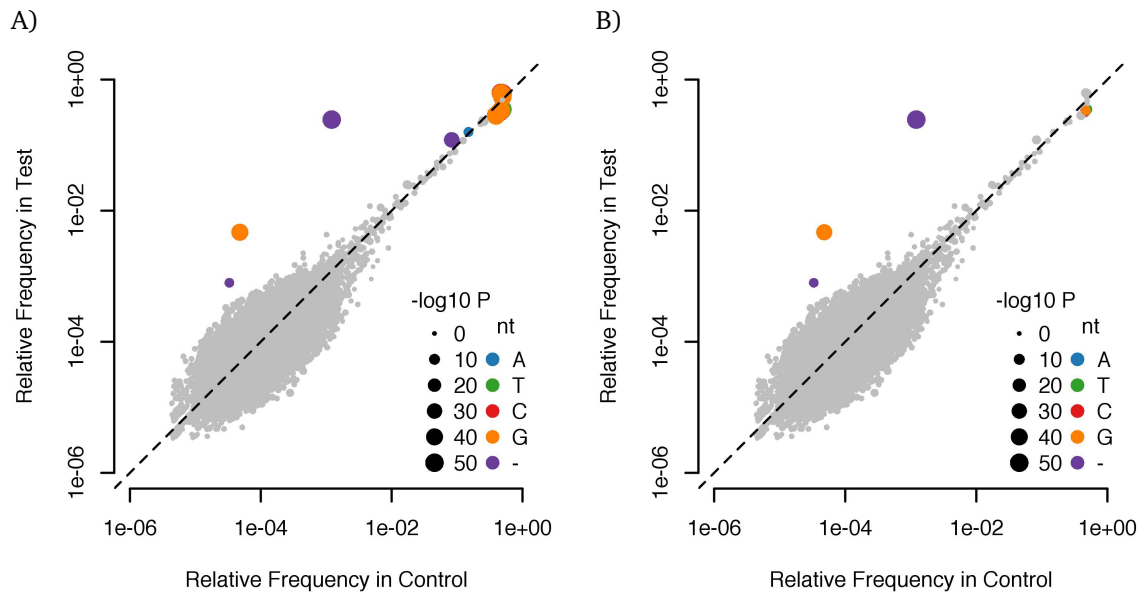 A)
Relative Frequency in Test
1e+00
1e-02
1e-04
1e-06
-log10 P
nt
0
10 A
20 T
30 C
40 G
50 -
1e-06 1e-04 1e-02 1e+00
Relative Frequency in Control
B)
Relative Frequency in Test
1e+00
1e-02
1e-04
1e-06
-log10 P
nt
0
10 A
20 T
30 C
40 G
50 -
1e-06 1e-04 1e-02 1e+00
Relative Frequency in Control